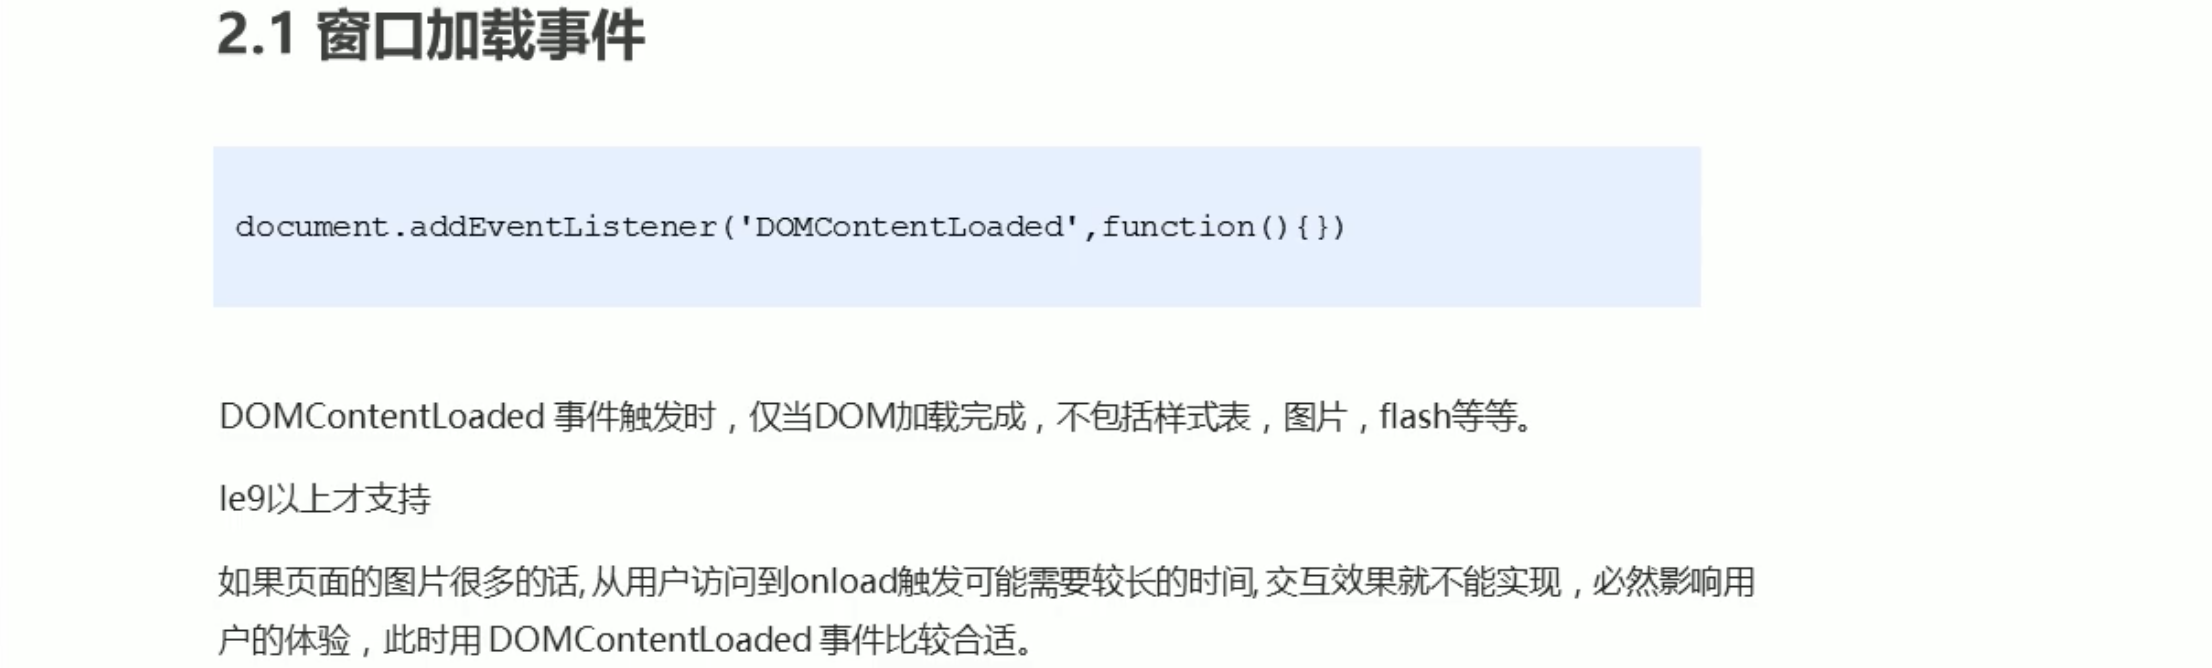 2.1 窗口加载事件
document.addEventListener('DOMContentLoaded',function(){})
DOMContentLoaded 事件触发时，仅当DOM加载完成，不包括样式表，图片，flash等等。
Ie9以上才支持
如果页面的图片很多的话, 从用户访问到onload触发可能需要较长的时间, 交互效果就不能实现，必然影响用
户的体验，此时用 DOMContentLoaded 事件比较合适。